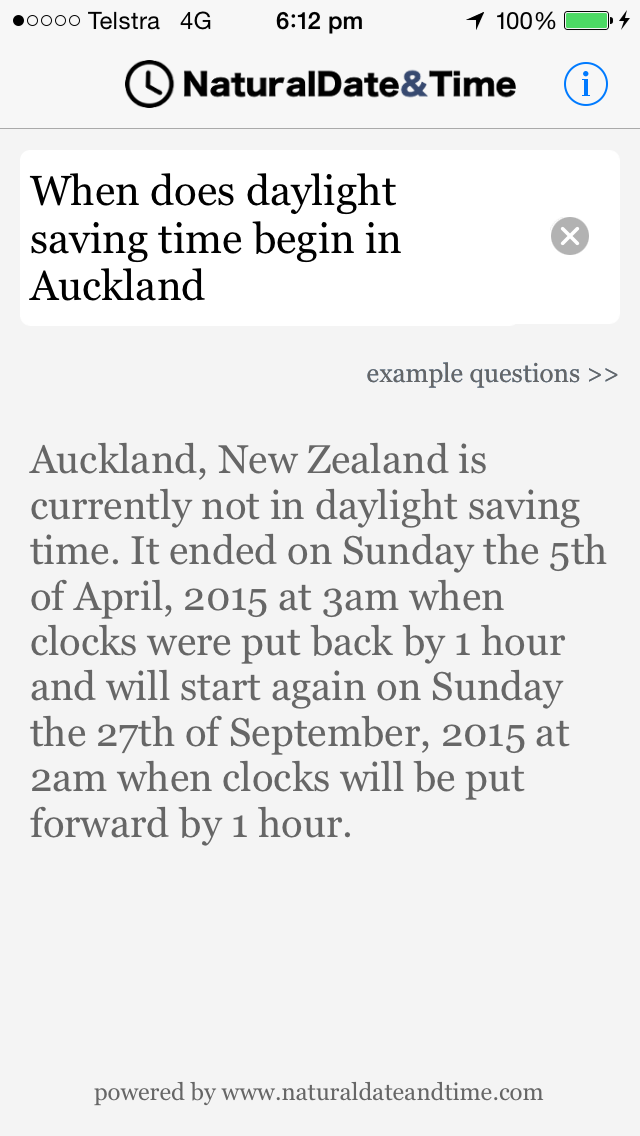 Telstra 4G 6:12 pm 100%
NaturalDate&Time i
When does daylight
saving time begin in
Auckland
example questions >>
Auckland, New Zealand is
currently not in daylight saving
time. It ended on Sunday the 5th
of April, 2015 at 3am when
clocks were put back by 1 hour
and will start again on Sunday
the 27th of September, 2015 at
2am when clocks will be put
forward by 1 hour.
powered by www.naturaldateandtime.com